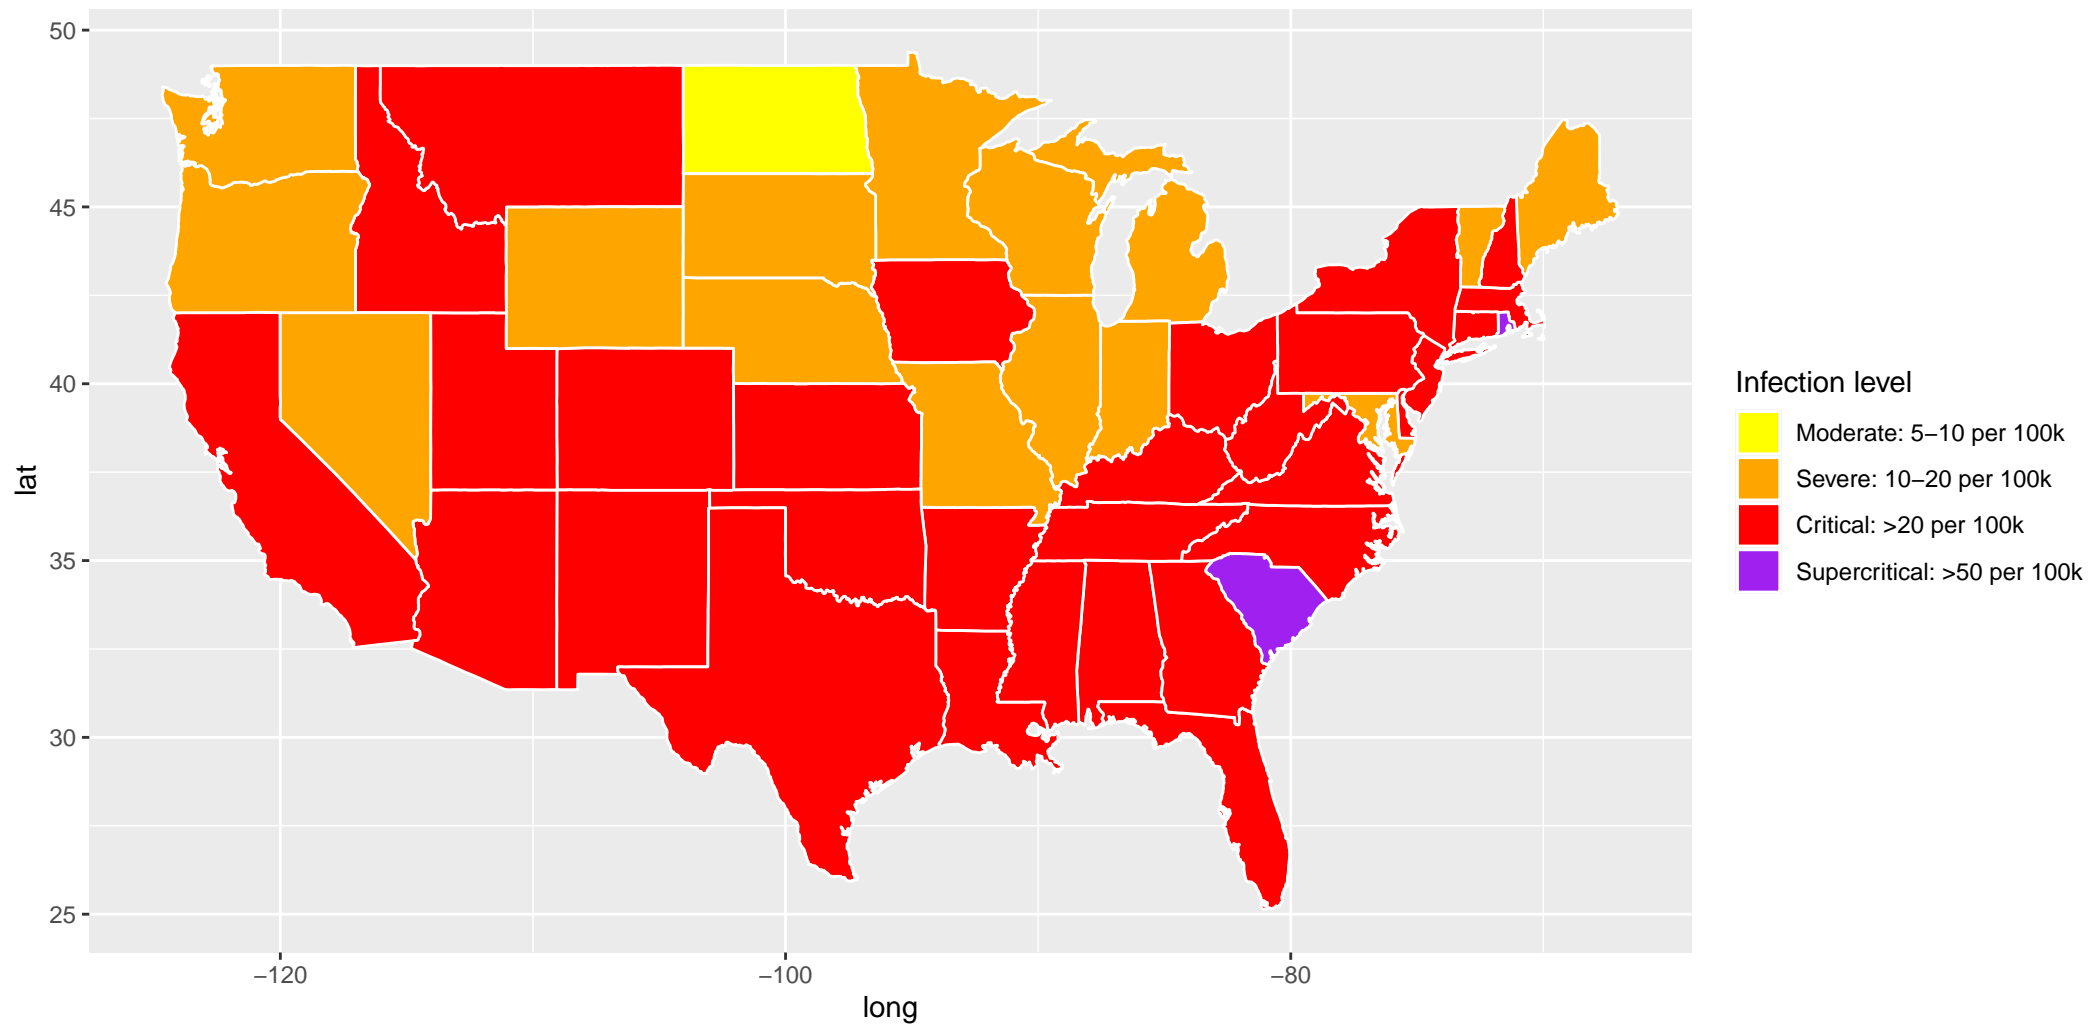 50
45
40
35
30
25
lat
−120
−100
−80
long
Infection level
Moderate: 5−10 per 100k
Severe: 10−20 per 100k
Critical: >20 per 100k
Supercritical: >50 per 100k